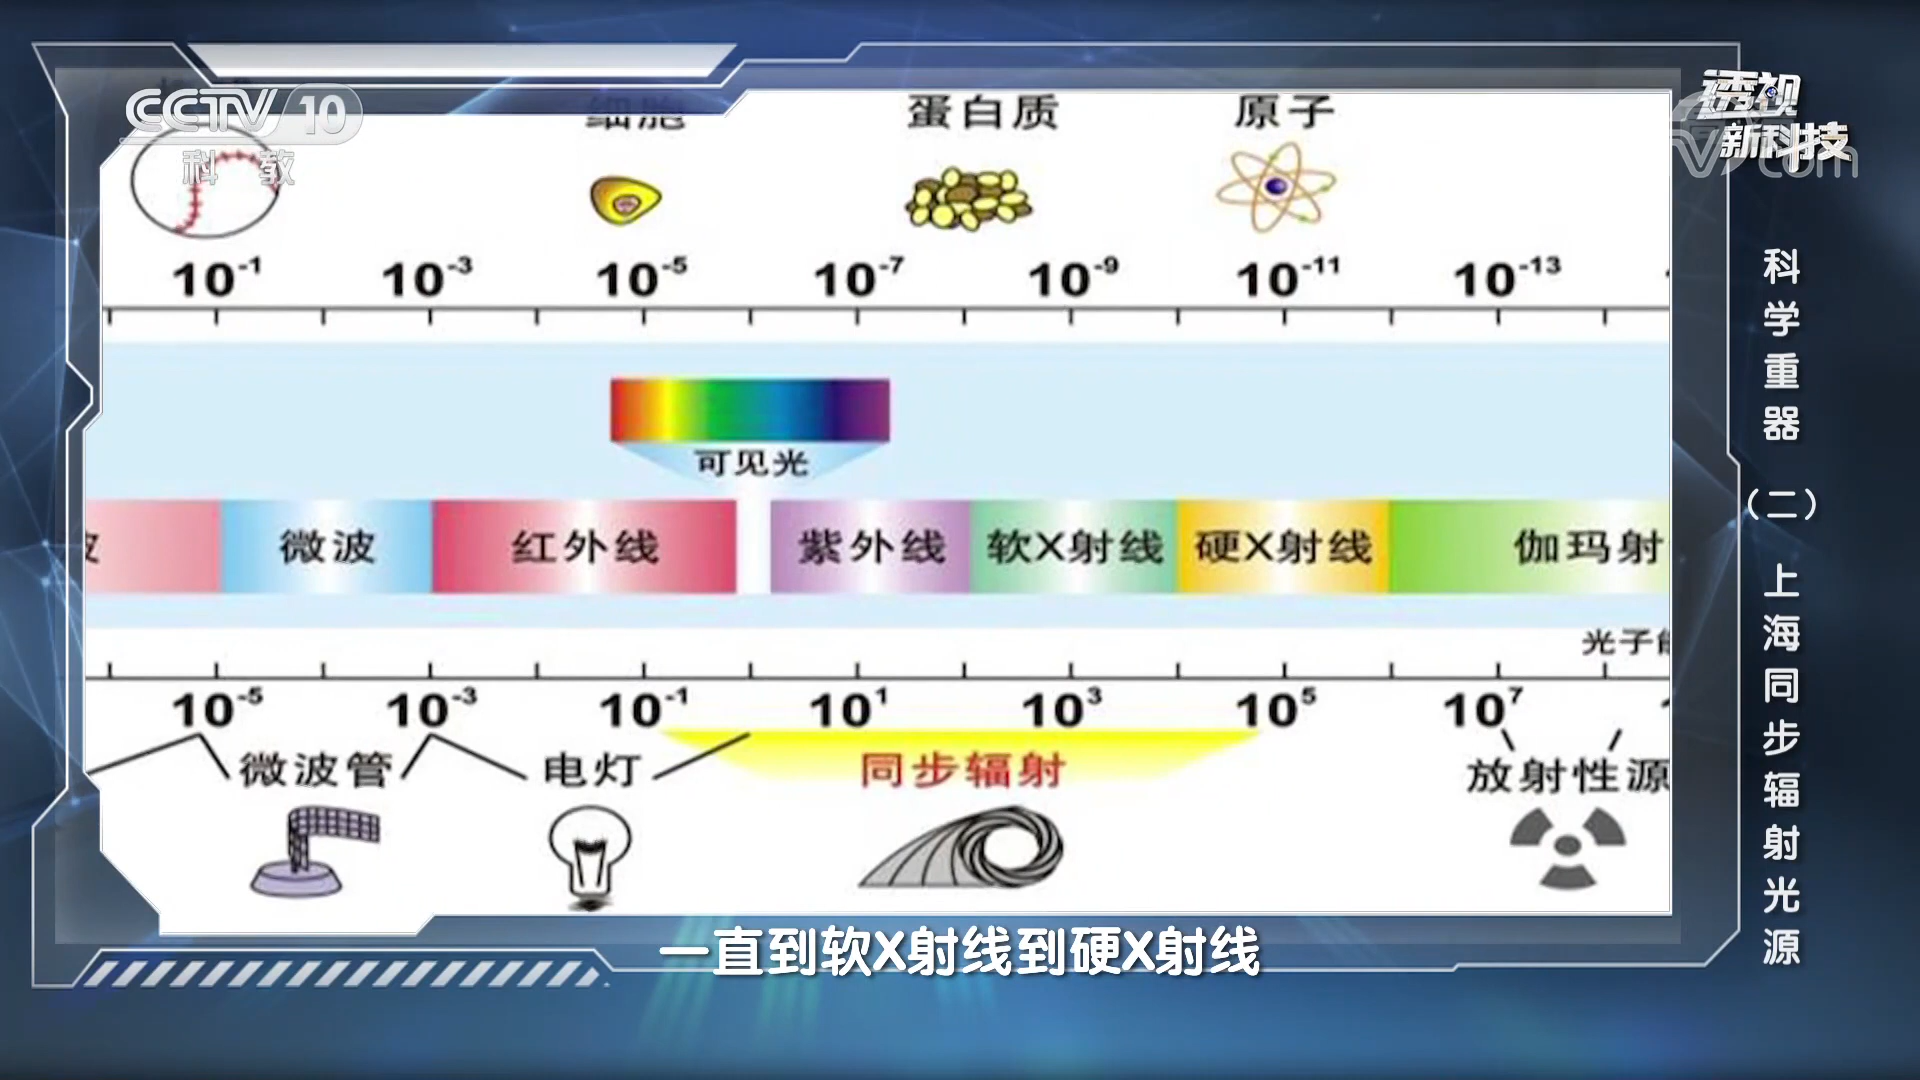 CCTV 10
科 教
透视
新科技
细胞
蛋白质
原子
10⁻¹ 10⁻³ 10⁻⁵ 10⁻⁷ 10⁻⁹ 10⁻¹¹ 10⁻¹³
可见光
微波
红外线
紫外线
软X射线
硬X射线
伽玛射
光子
10⁻⁵ 10⁻³ 10⁻¹ 10¹ 10³ 10⁵ 10⁷
微波管
电灯
同步辐射
放射性源
一直到软X射线到硬X射线
科学重器（二）上海同步辐射光源